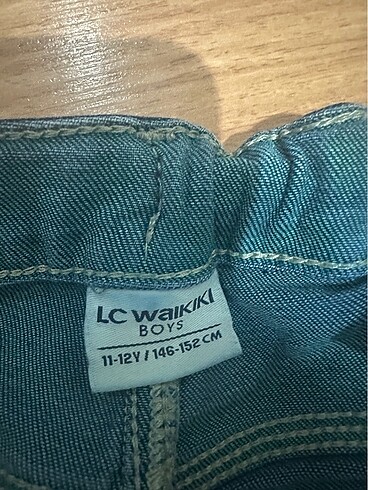 LC WAIKIKI
BOYS
11-12Y / 146-152 CM